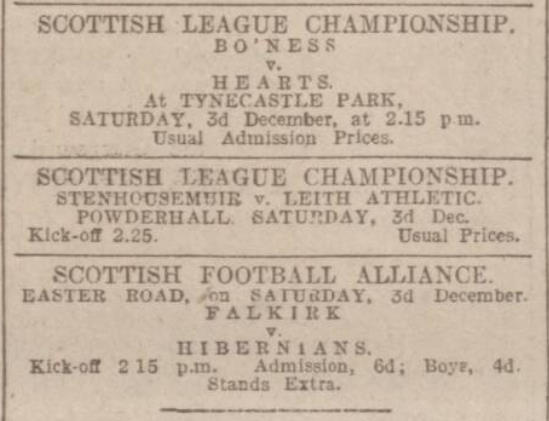 SCOTTISH LEAGUE CHAMPIONSHIP.
BO'NESS
v.
HEARTS.
At TYNECASTLE PARK,
SATURDAY, 3d December, at 2.15 p.m.
Usual Admission Prices.
SCOTTISH LEAGUE CHAMPIONSHIP.
STENHOUSEMUIR v. LEITH ATHLETIC.
POWDERHALL. SATURDAY, 3d Dec.
Kick-off 2.25. Usual Prices.
SCOTTISH FOOTBALL ALLIANCE.
EASTER ROAD, on SATURDAY, 3d December.
FALKIRK
v.
HIBERNIANS.
Kick-off 2 15 p.m. Admission, 6d; Boys, 4d.
Stands Extra.